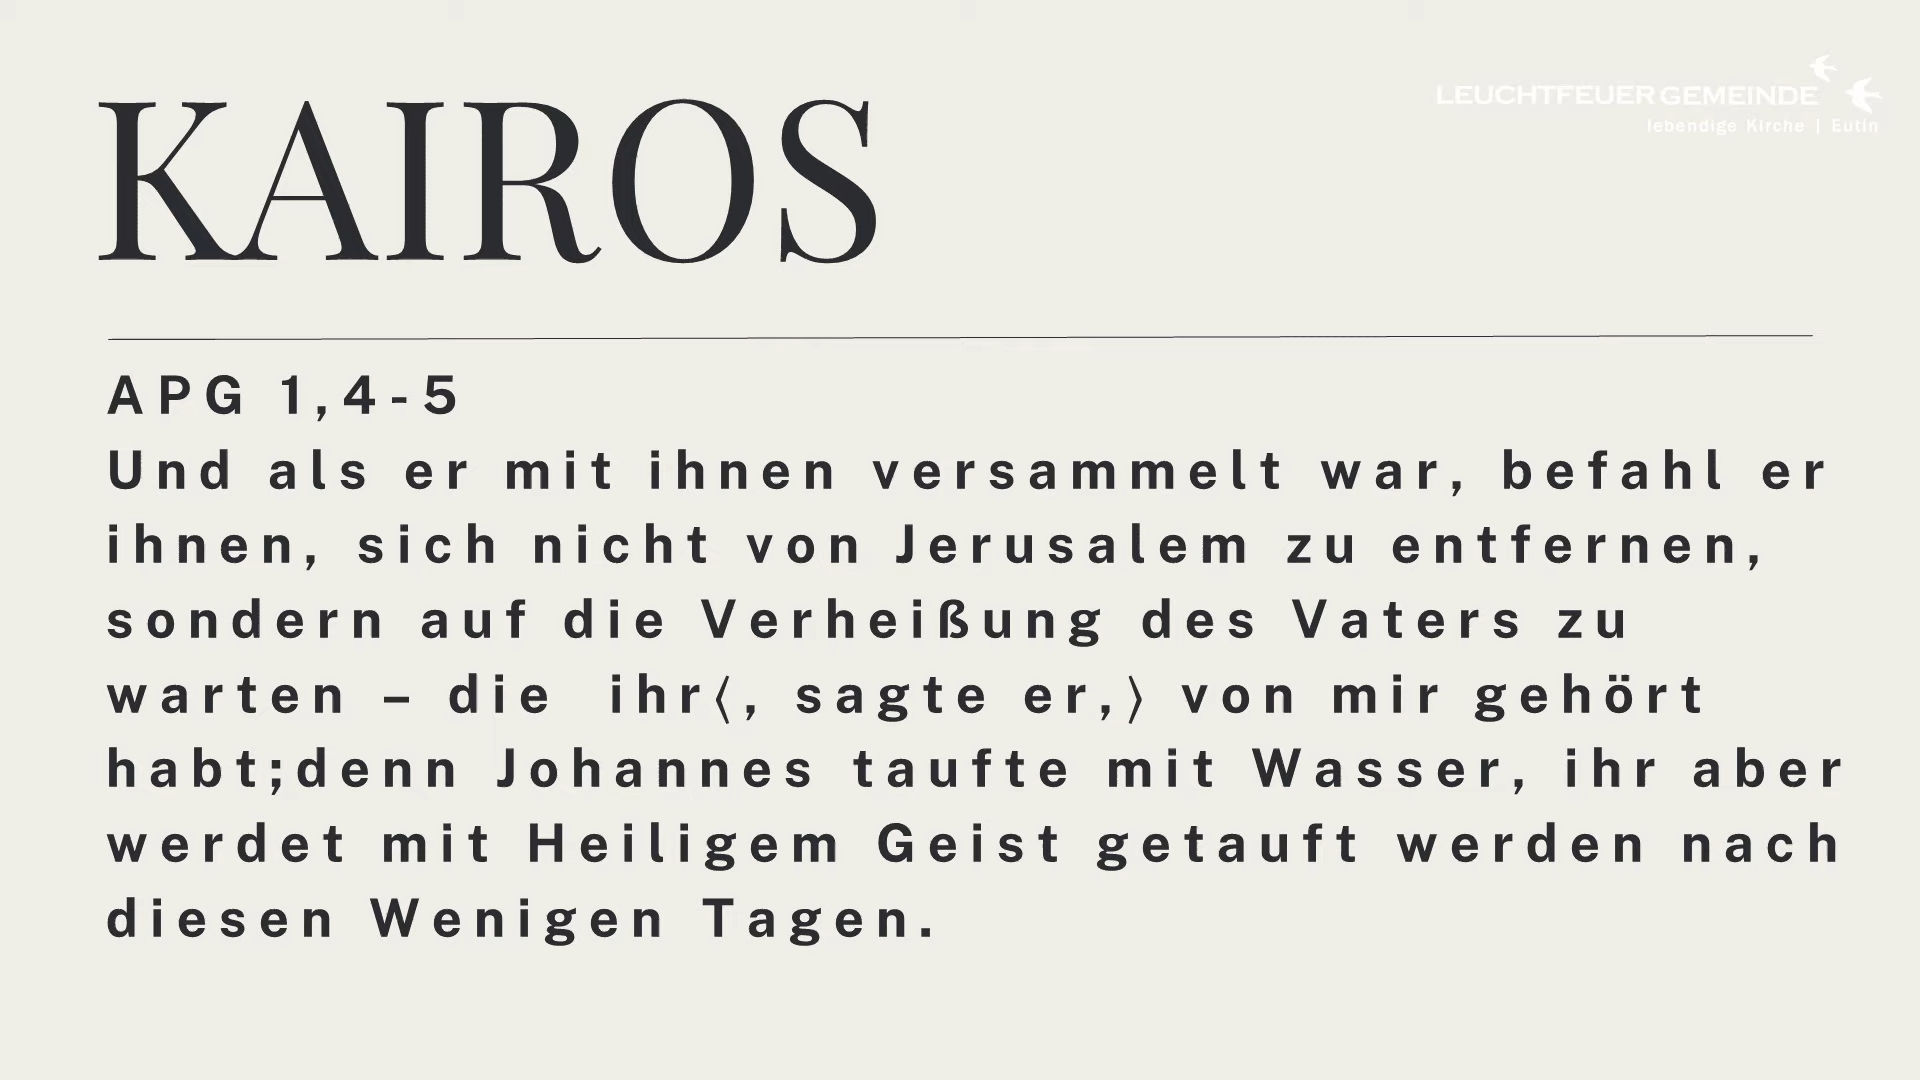 KAIROS
LEUCHTFEUER GEMEINDE
lebendige Kirche | Eutin
APG 1,4-5
Und als er mit ihnen versammelt war, befahl er
ihnen, sich nicht von Jerusalem zu entfernen,
sondern auf die Verheißung des Vaters zu
warten – die  ihr⟨, sagte er,⟩ von mir gehört
habt;denn Johannes taufte mit Wasser, ihr aber
werdet mit Heiligem Geist getauft werden nach
diesen Wenigen Tagen.